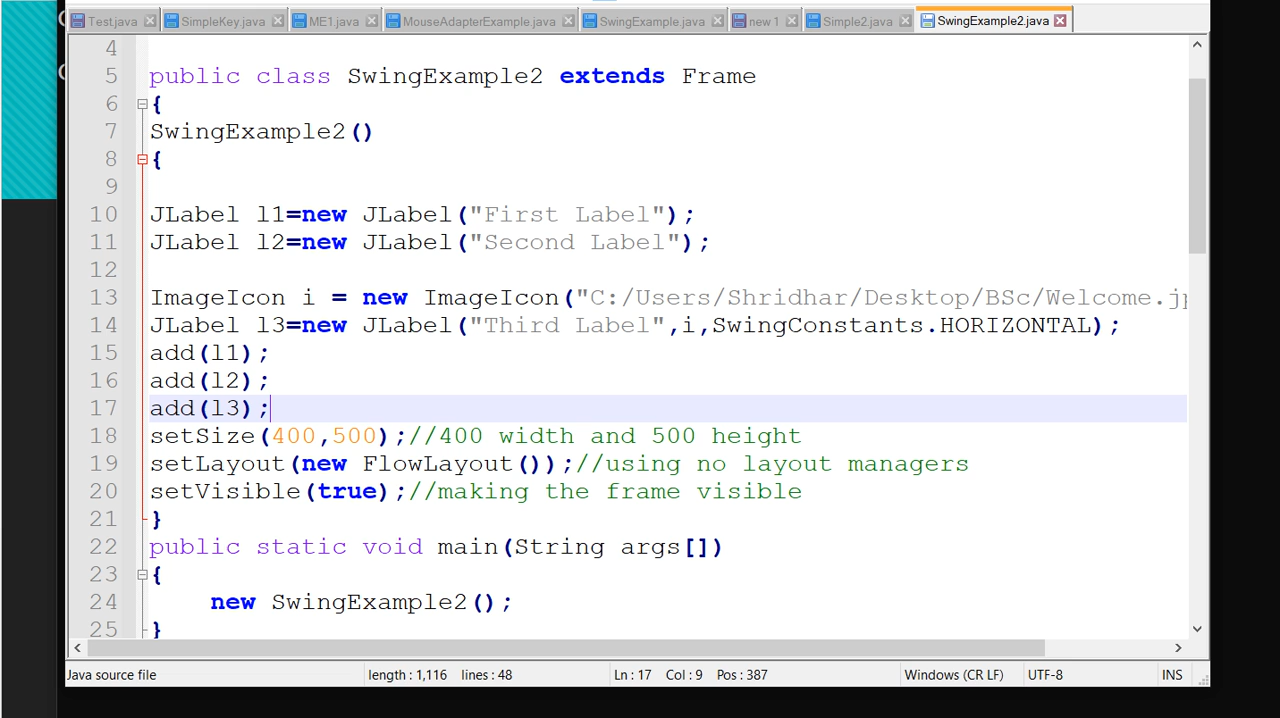 Test.java SimpleKey.java ME1.java MouseAdapterExample.java SwingExample.java new 1 Simple2.java SwingExample2.java
4
5 public class SwingExample2 extends Frame
6 {
7 SwingExample2()
8 {
9
10 JLabel l1=new JLabel("First Label");
11 JLabel l2=new JLabel("Second Label");
12
13 ImageIcon i = new ImageIcon("C:/Users/Shridhar/Desktop/BSc/Welcome.jp
14 JLabel l3=new JLabel("Third Label",i,SwingConstants.HORIZONTAL);
15 add(l1);
16 add(l2);
17 add(l3);
18 setSize(400,500);//400 width and 500 height
19 setLayout(new FlowLayout());//using no layout managers
20 setVisible(true);//making the frame visible
21 }
22 public static void main(String args[])
23 {
24 new SwingExample2();
25 }
Java source file length : 1,116 lines : 48 Ln : 17 Col : 9 Pos : 387 Windows (CR LF) UTF-8 INS